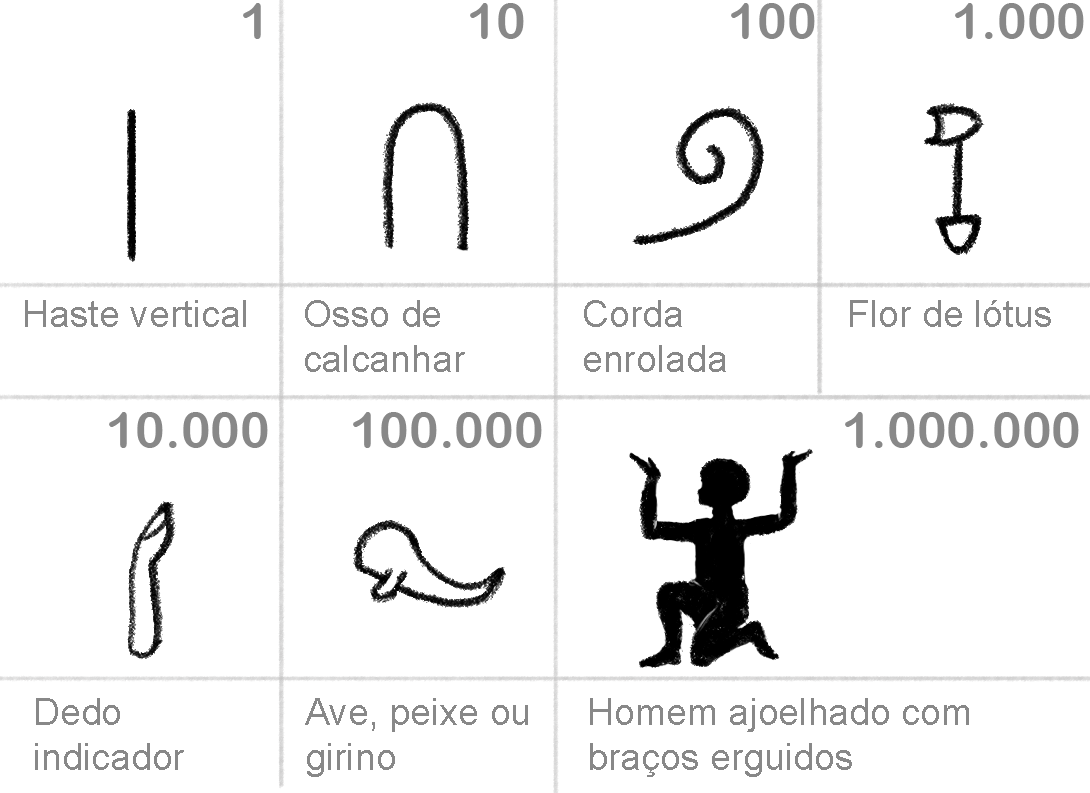 1
10
100
1.000
Haste vertical
Osso de
calcanhar
Corda
enrolada
Flor de lótus
10.000
100.000
1.000.000
Dedo
indicador
Ave, peixe ou
girino
Homem ajoelhado com
braços erguidos